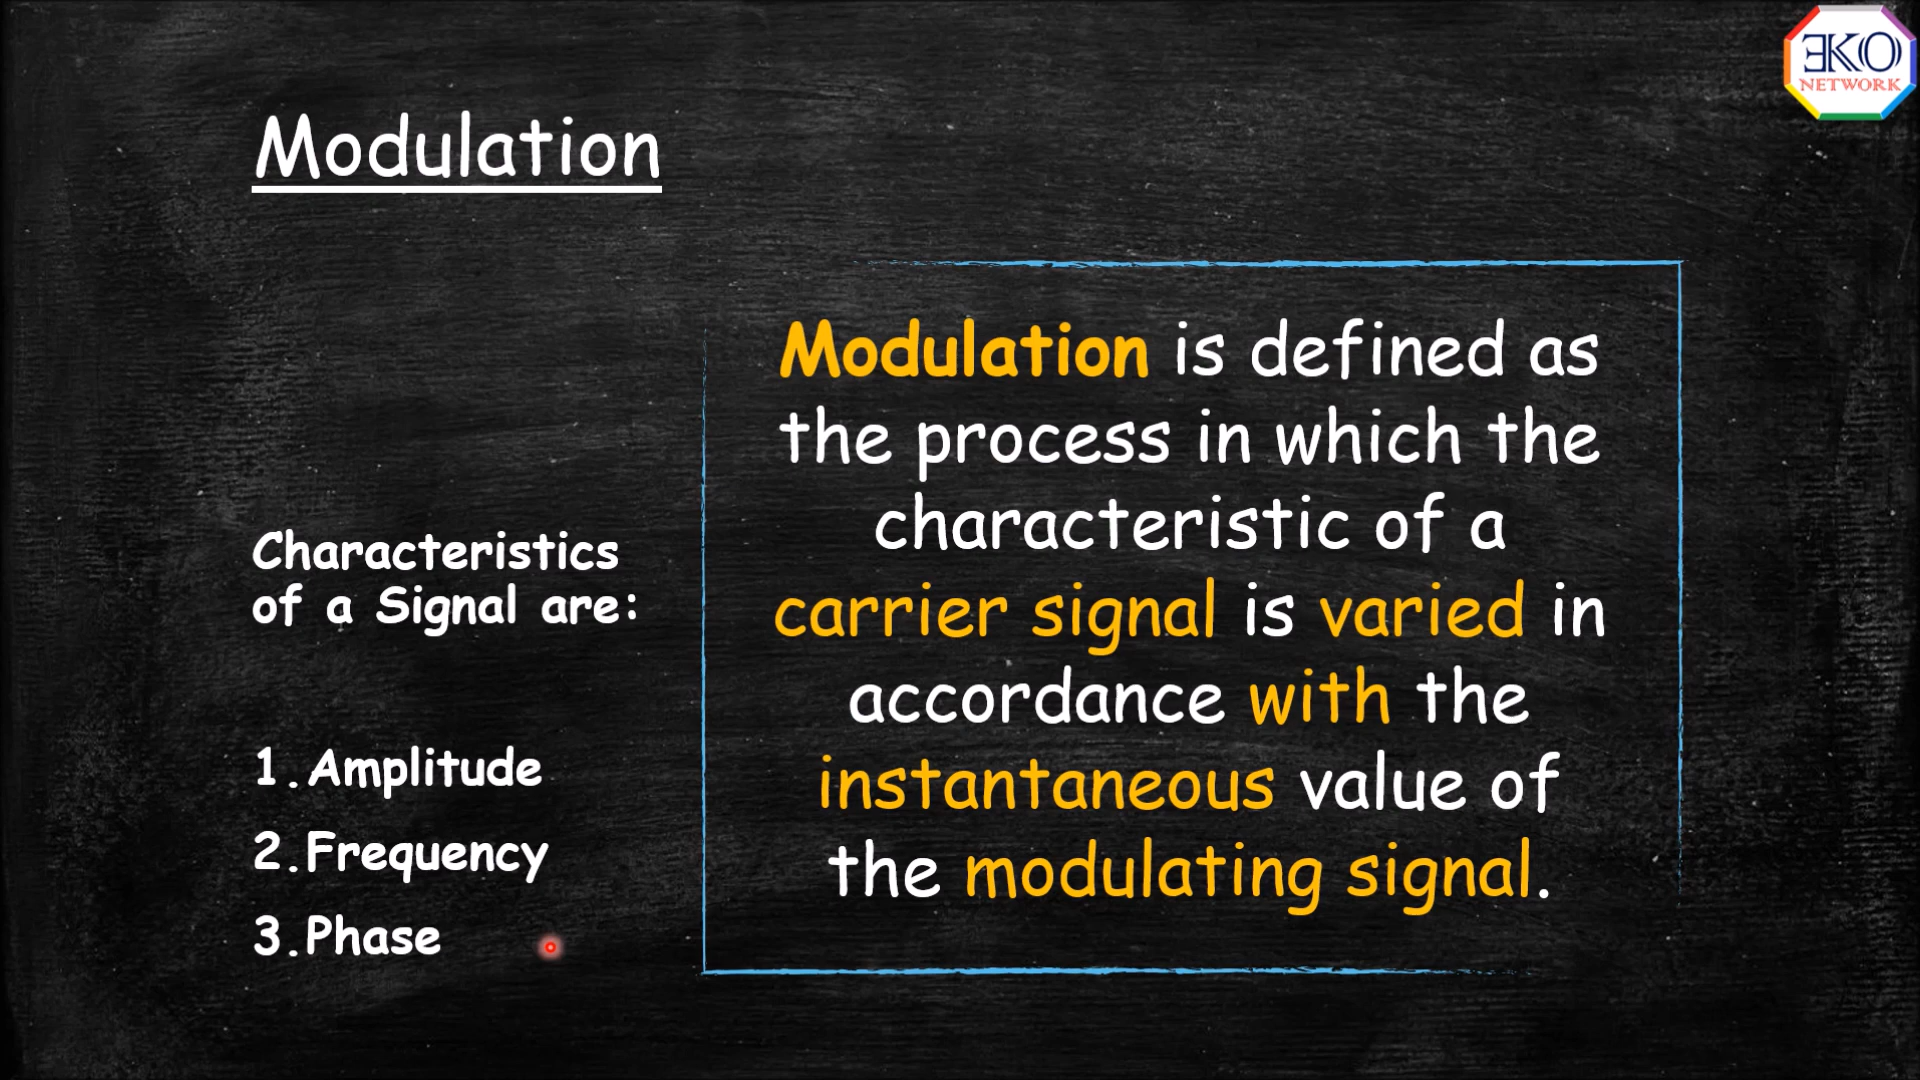 ƎKO
NETWORK
Modulation
Characteristics
of a Signal are:
1.Amplitude
2.Frequency
3.Phase
Modulation is defined as
the process in which the
characteristic of a
carrier signal is varied in
accordance with the
instantaneous value of
the modulating signal.